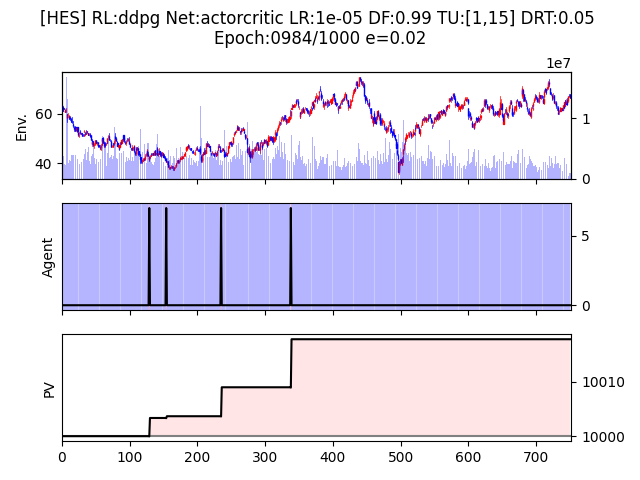 [HES] RL:ddpg Net:actorcritic LR:1e-05 DF:0.99 TU:[1,15] DRT:0.05
Epoch:0984/1000 e=0.02
1e7
Env.
60
40
1
0
Agent
5
0
PV
10010
10000
0 100 200 300 400 500 600 700